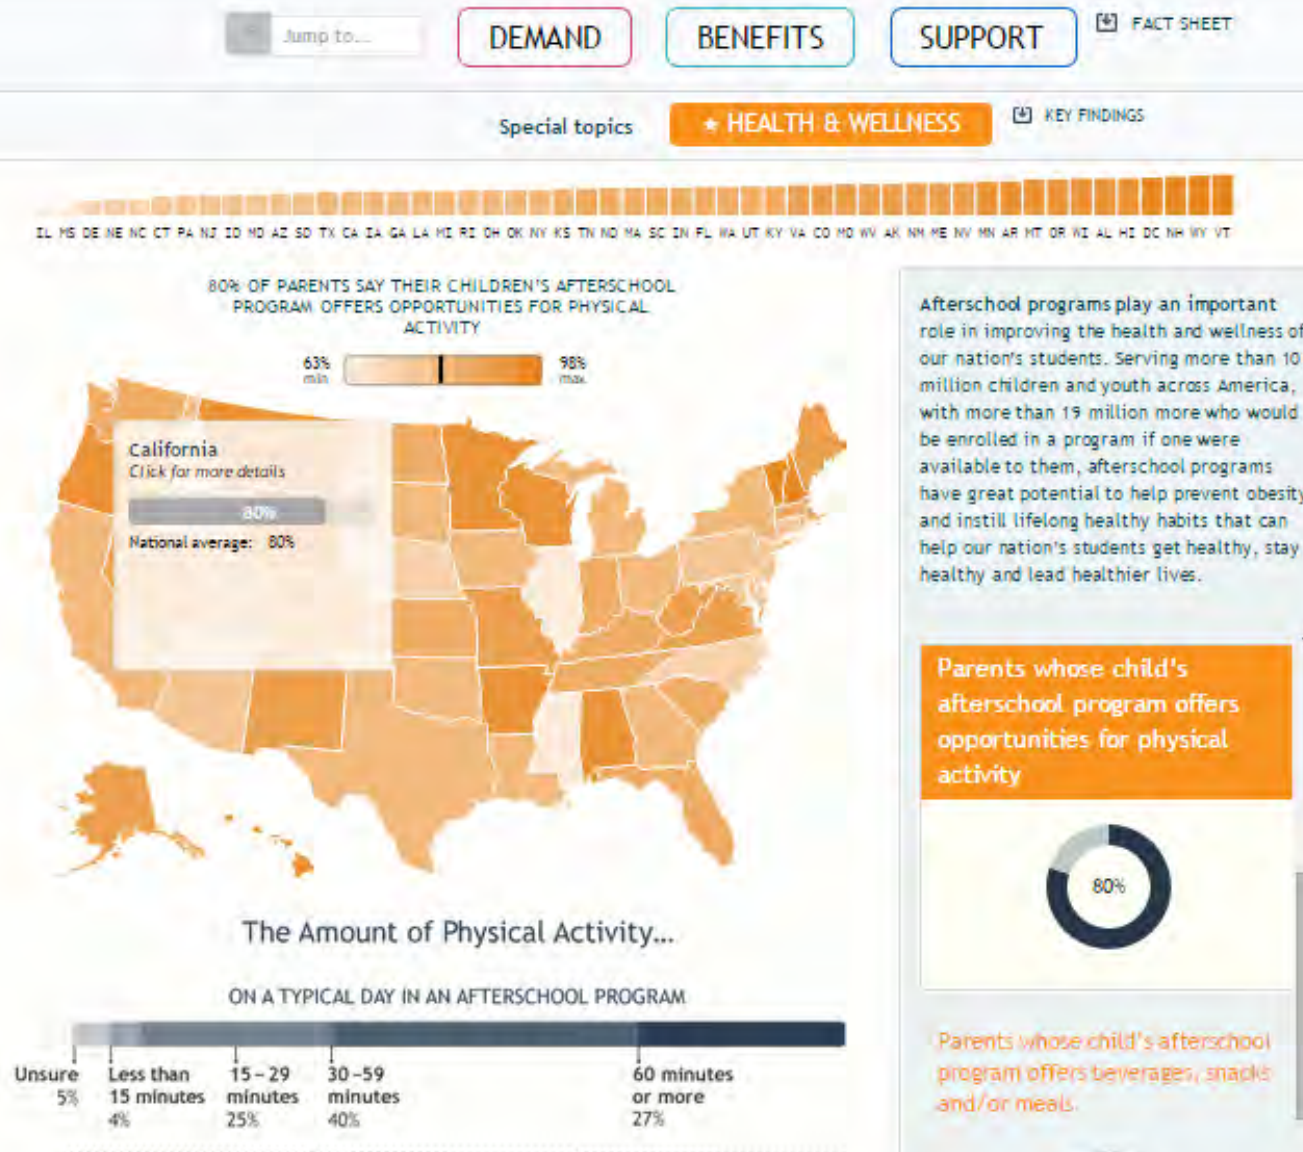 Jump to...
DEMAND
BENEFITS
SUPPORT
FACT SHEET
Special topics
★ HEALTH & WELLNESS
KEY FINDINGS
IL MS DE NE NC CT PA NJ ID MD AZ SD TX CA IA GA LA MI RI OH OK NY KS TN ND MA SC IN FL WA UT KY VA CO MO WV AK NM ME NV MN AR MT OR WI AL HI DC NH WY VT
80% OF PARENTS SAY THEIR CHILDREN'S AFTERSCHOOL
PROGRAM OFFERS OPPORTUNITIES FOR PHYSICAL
ACTIVITY
63%
min
98%
max
California
Click for more details
80%
National average: 80%
Afterschool programs play an important
role in improving the health and wellness of
our nation's students. Serving more than 10
million children and youth across America,
with more than 19 million more who would
be enrolled in a program if one were
available to them, afterschool programs
have great potential to help prevent obesity
and instill lifelong healthy habits that can
help our nation's students get healthy, stay
healthy and lead healthier lives.
Parents whose child's
afterschool program offers
opportunities for physical
activity
80%
Parents whose child's afterschool
program offers beverages, snacks
and/or meals
The Amount of Physical Activity...
ON A TYPICAL DAY IN AN AFTERSCHOOL PROGRAM
Unsure
5%
Less than
15 minutes
4%
15-29
minutes
25%
30-59
minutes
40%
60 minutes
or more
27%